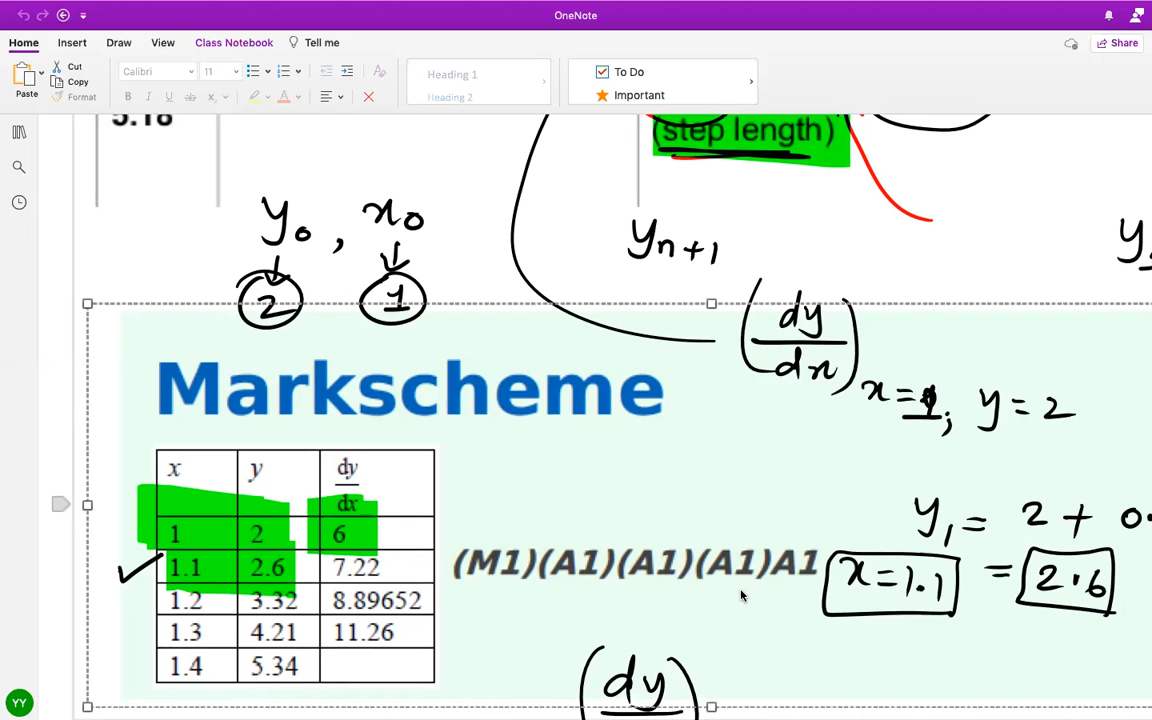 OneNote
Home Insert Draw View Class Notebook Tell me Share
Paste Cut Copy Format Calibri 11 Heading 1 Heading 2 To Do Important
B I U ab x A
5.18
(step length)
y0 , x0
yn+1
2 1
(dy/dx) x=1; y=2
Markscheme
x y dy/dx
1 2 6
1.1 2.6 7.22
1.2 3.32 8.89652
1.3 4.21 11.26
1.4 5.34
(M1)(A1)(A1)(A1)A1
y1 = 2 + 0.
x=1.1 = 2.6
(dy
YY